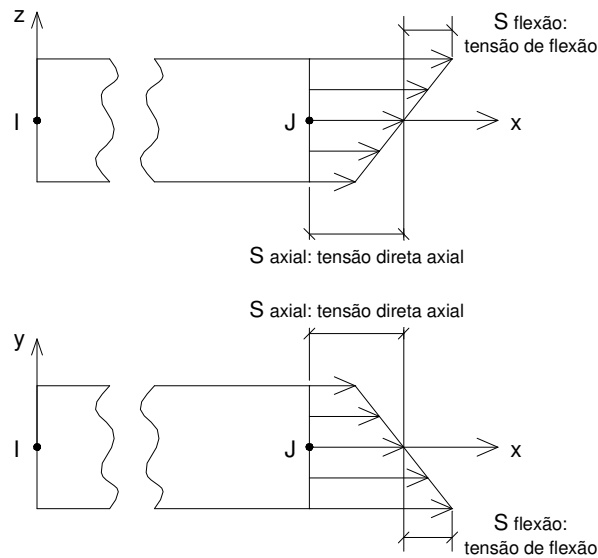 z
S flexão:
tensão de flexão
I
J
x
S axial: tensão direta axial
S axial: tensão direta axial
y
I
J
x
S flexão:
tensão de flexão